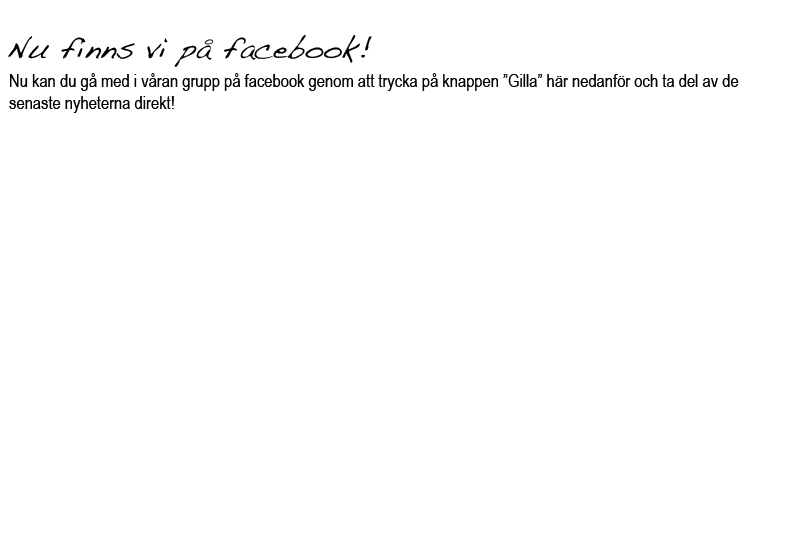 Nu finns vi på facebook!
Nu kan du gå med i våran grupp på facebook genom att trycka på knappen ”Gilla” här nedanför och ta del av de
senaste nyheterna direkt!